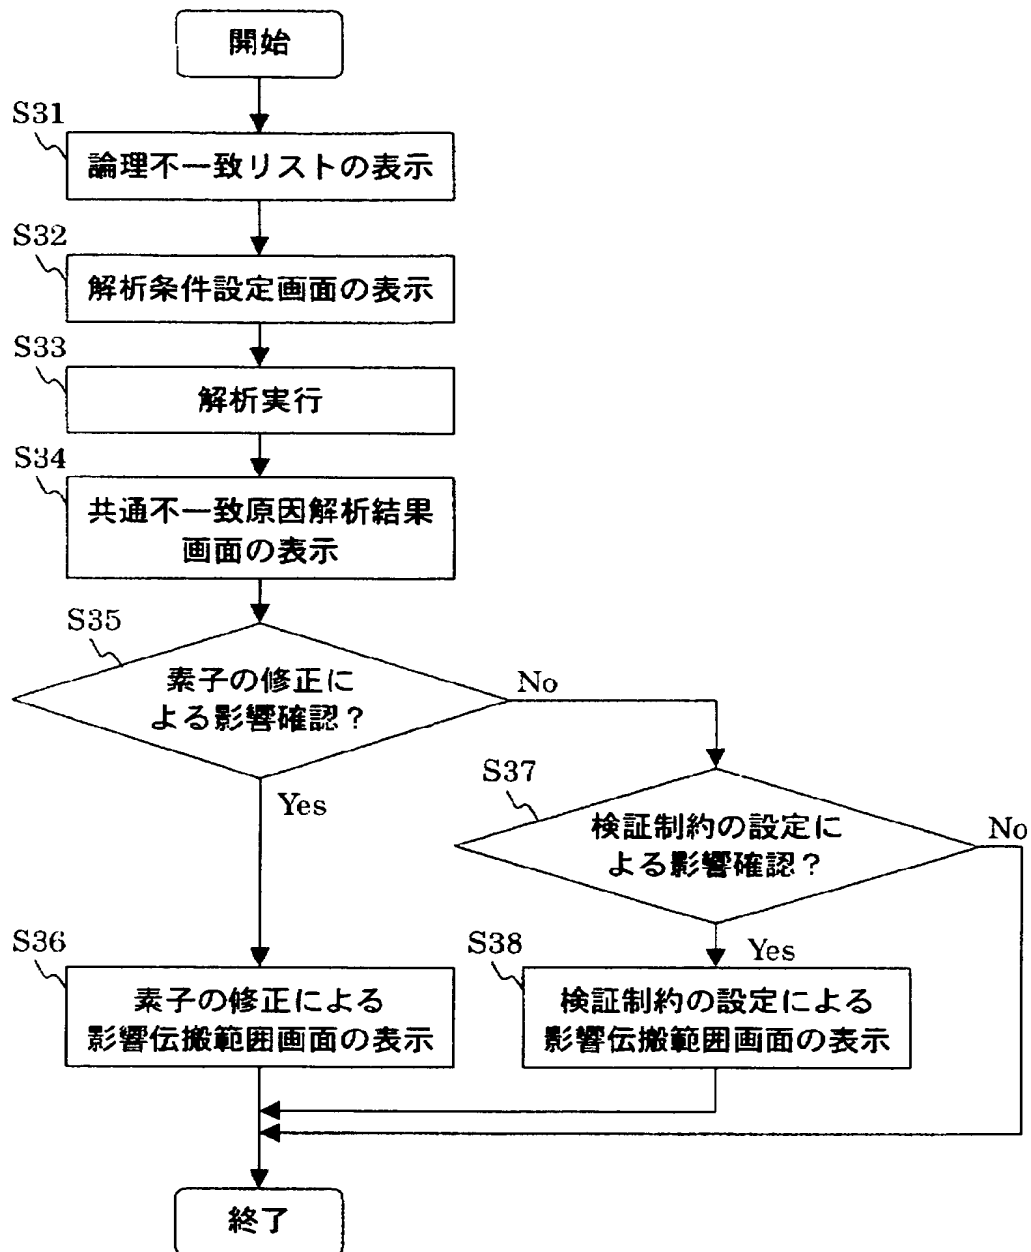 開始
S31
論理不一致リストの表示
S32
解析条件設定画面の表示
S33
解析実行
S34
共通不一致原因解析結果
画面の表示
S35
素子の修正に
よる影響確認？
No
Yes
S37
検証制約の設定に
よる影響確認？
No
Yes
S36
素子の修正による
影響伝搬範囲画面の表示
S38
検証制約の設定による
影響伝搬範囲画面の表示
終了